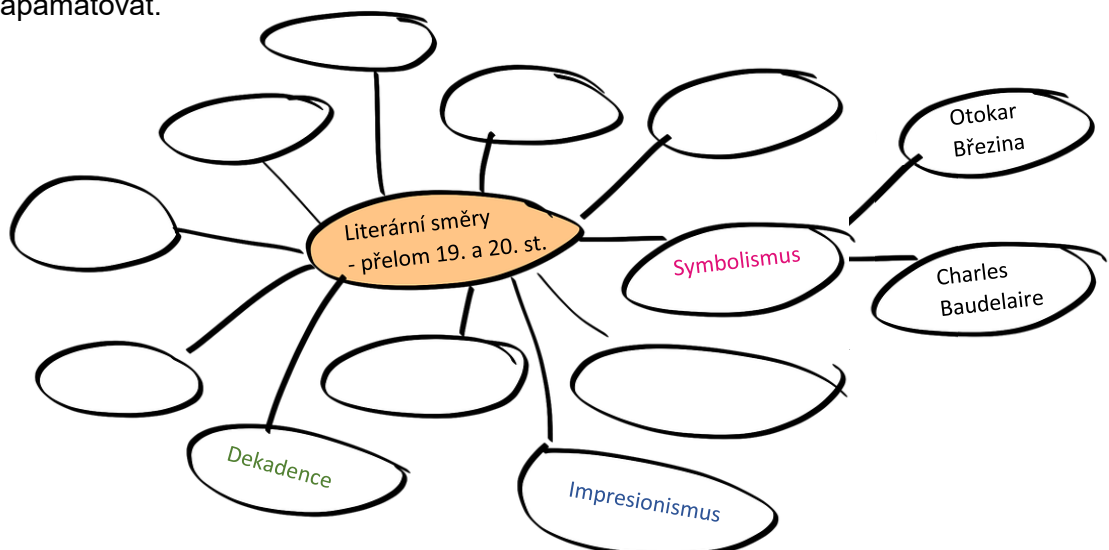 apamatovat.
Otokar
Březina
Literární směry
- přelom 19. a 20. st.
Symbolismus
Charles
Baudelaire
Dekadence
Impresionismus